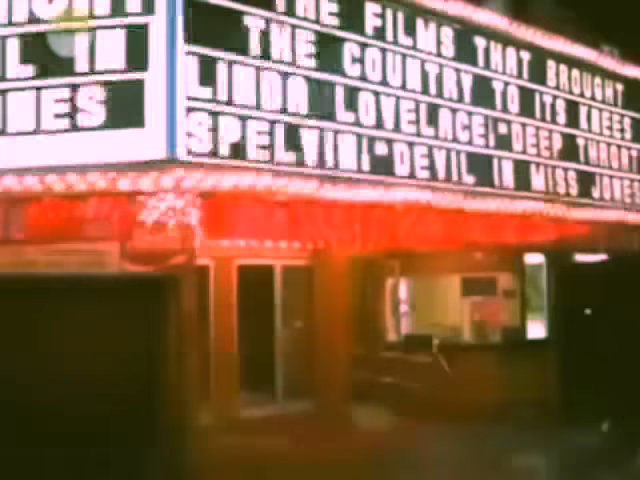 L IN
NES
THE FILMS THAT BROUGHT
THE COUNTRY TO ITS KNEES
LINDA LOVELACE "DEEP THROAT
SPELVIN "DEVIL IN MISS JONES